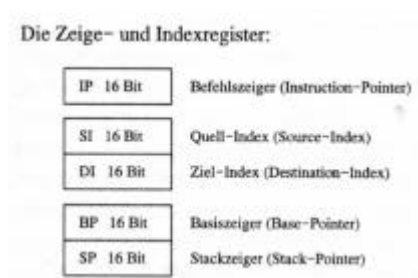 Die Zeige- und Indexregister:
IP 16 Bit Befehlszeiger (Instruction-Pointer)
SI 16 Bit Quell-Index (Source-Index)
DI 16 Bit Ziel-Index (Destination-Index)
BP 16 Bit Basiszeiger (Base-Pointer)
SP 16 Bit Stackzeiger (Stack-Pointer)